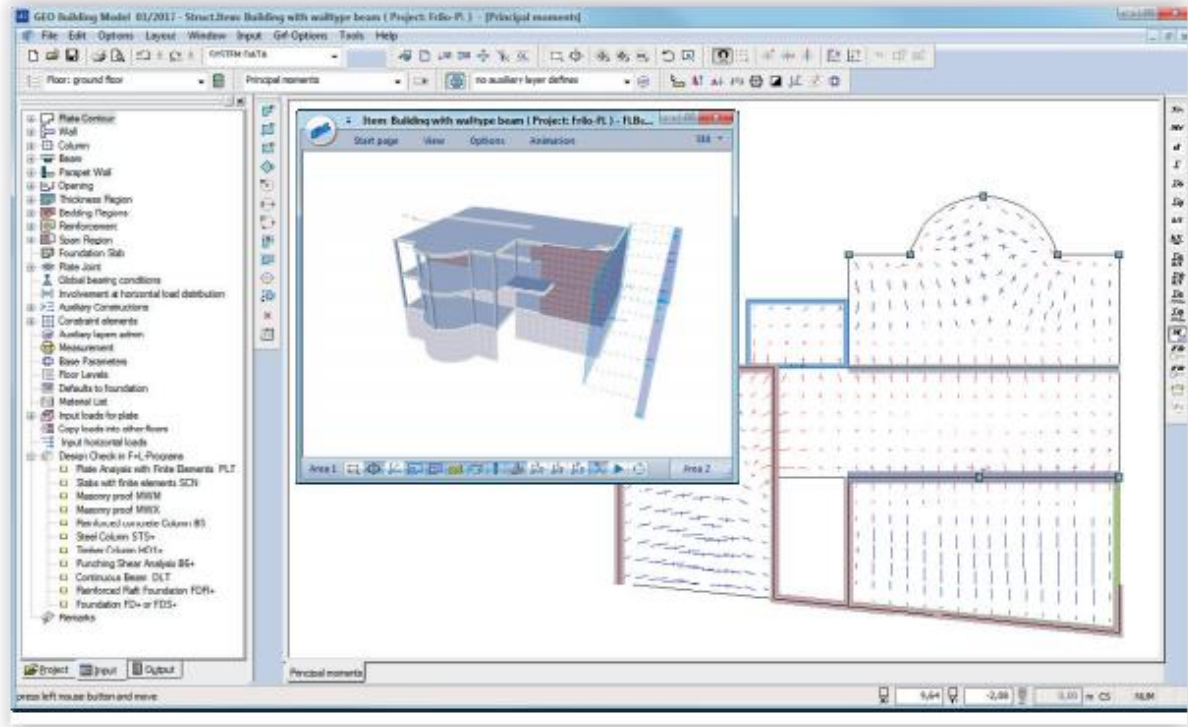 GEO Building Model 01/2017 - Struct.Item: Building with walltype beam ( Project: Frilo-PL ) - [Principal moments]
File Edit Options Layout Window Input Grf-Options Tools Help
SYSTEM DATA
Floor: ground floor
Principal moments
no auxiliary layer defines
Plate Contour
Wall
Column
Beam
Parapet Wall
Opening
Thickness Region
Bedding Regions
Reinforcement
Span Region
Foundation Slab
Plate Joint
Global bearing conditions
Involvement at horizontal load distribution
Auxiliary Constructions
Constraint elements
Auxiliary layers admin
Measurement
Base Parameters
Floor Levels
Defaults to foundation
Material List
Input loads for plate
Copy loads into other floors
Input horizontal loads
Design Check in F+L-Programs
Plate Analysis with Finite Elements PLT
Slabs with finite elements SCN
Masonry proof MWM
Masonry proof MWX
Reinforced concrete Column B5
Steel Column STS+
Timber Column HO1+
Punching Shear Analysis B6+
Continuous Beam DLT
Reinforced Raft Foundation FDR+
Foundation FD+ or FDS+
Remarks
Project Input Output
Item: Building with walltype beam ( Project: Frilo-PL ) - FLBe...
Start page View Options Animation
Area 1
Area 2
Principal moments
press left mouse button and move
9,64 -2,08 0,00 m CS NUM